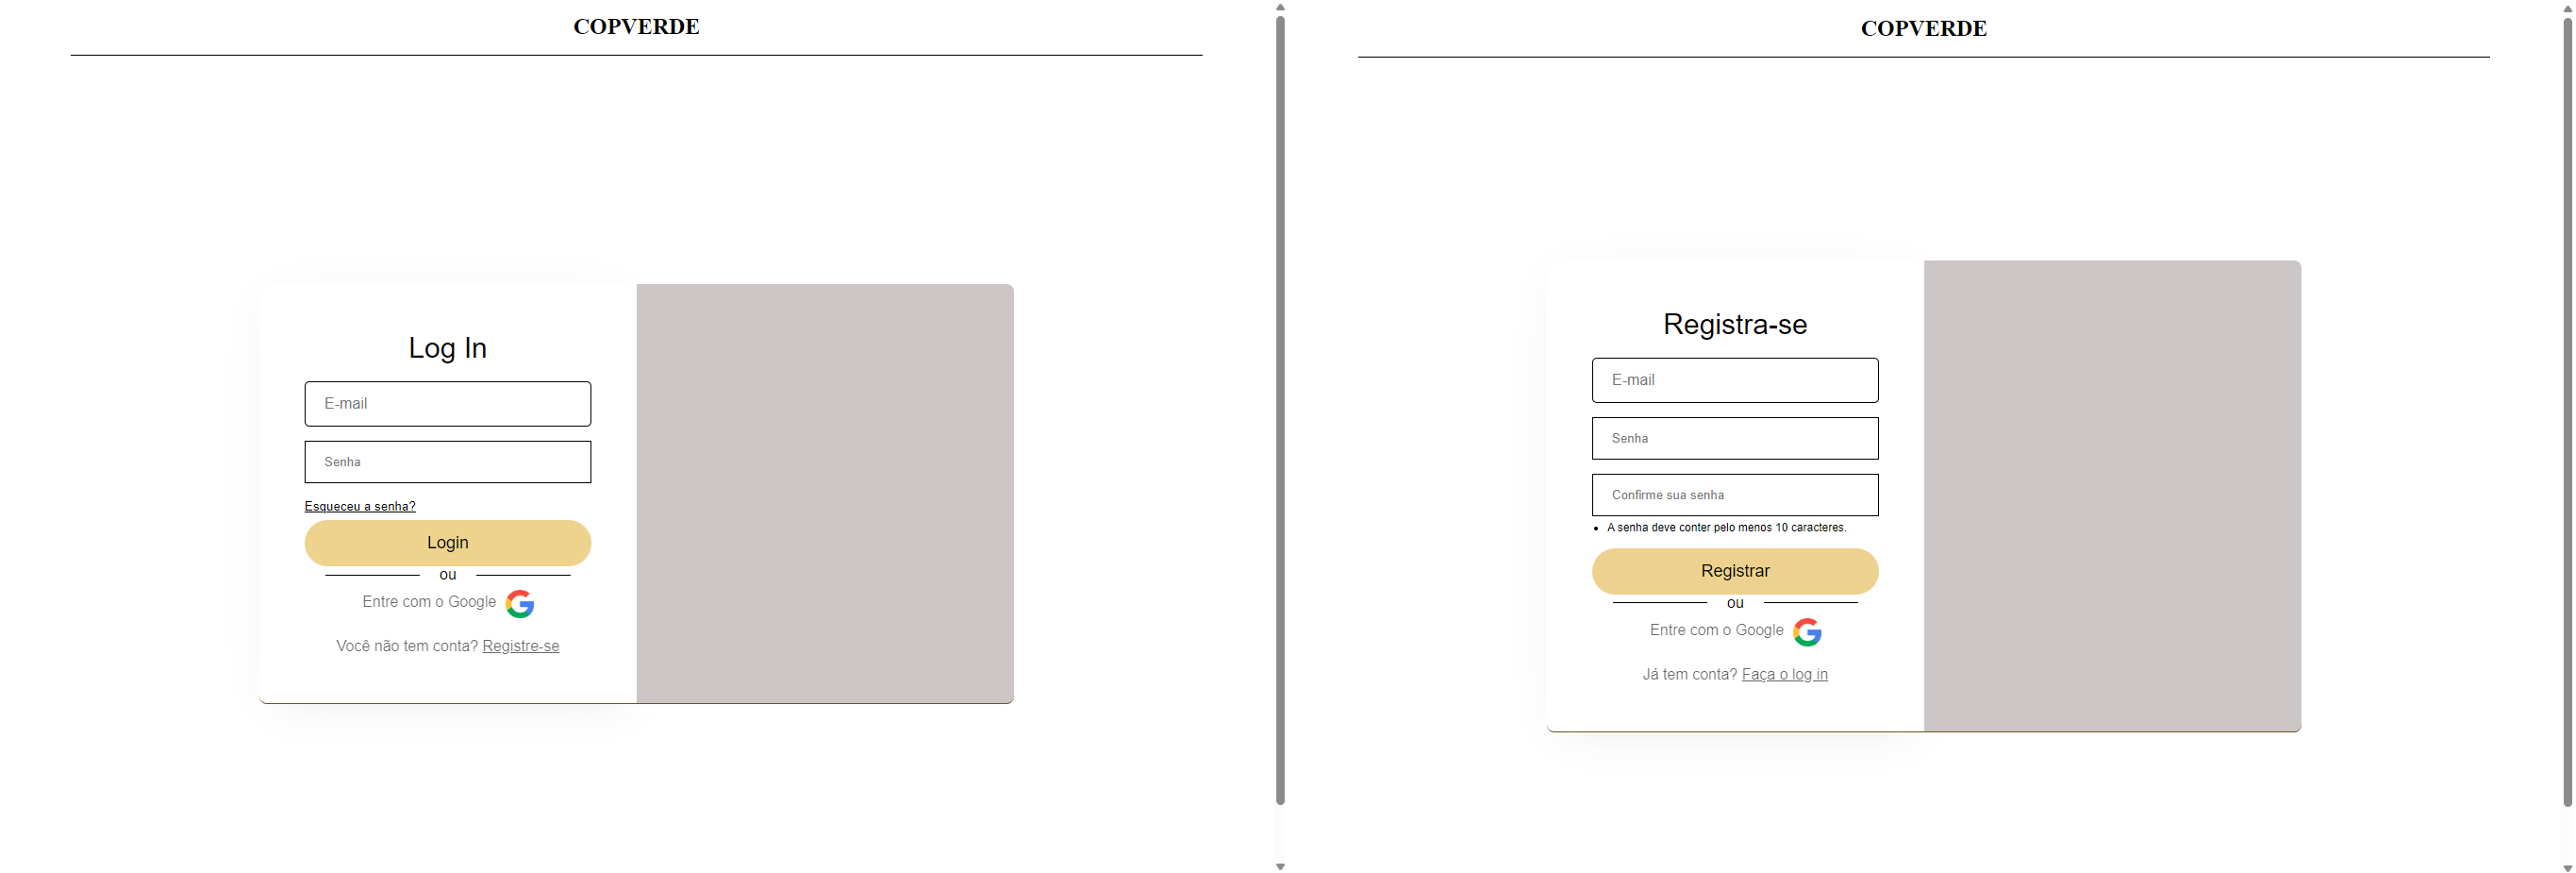 COPVERDE
Log In
E-mail
Senha
Esqueceu a senha?
Login
ou
Entre com o Google
Você não tem conta? Registre-se
COPVERDE
Registra-se
E-mail
Senha
Confirme sua senha
• A senha deve conter pelo menos 10 caracteres.
Registrar
ou
Entre com o Google
Já tem conta? Faça o log in